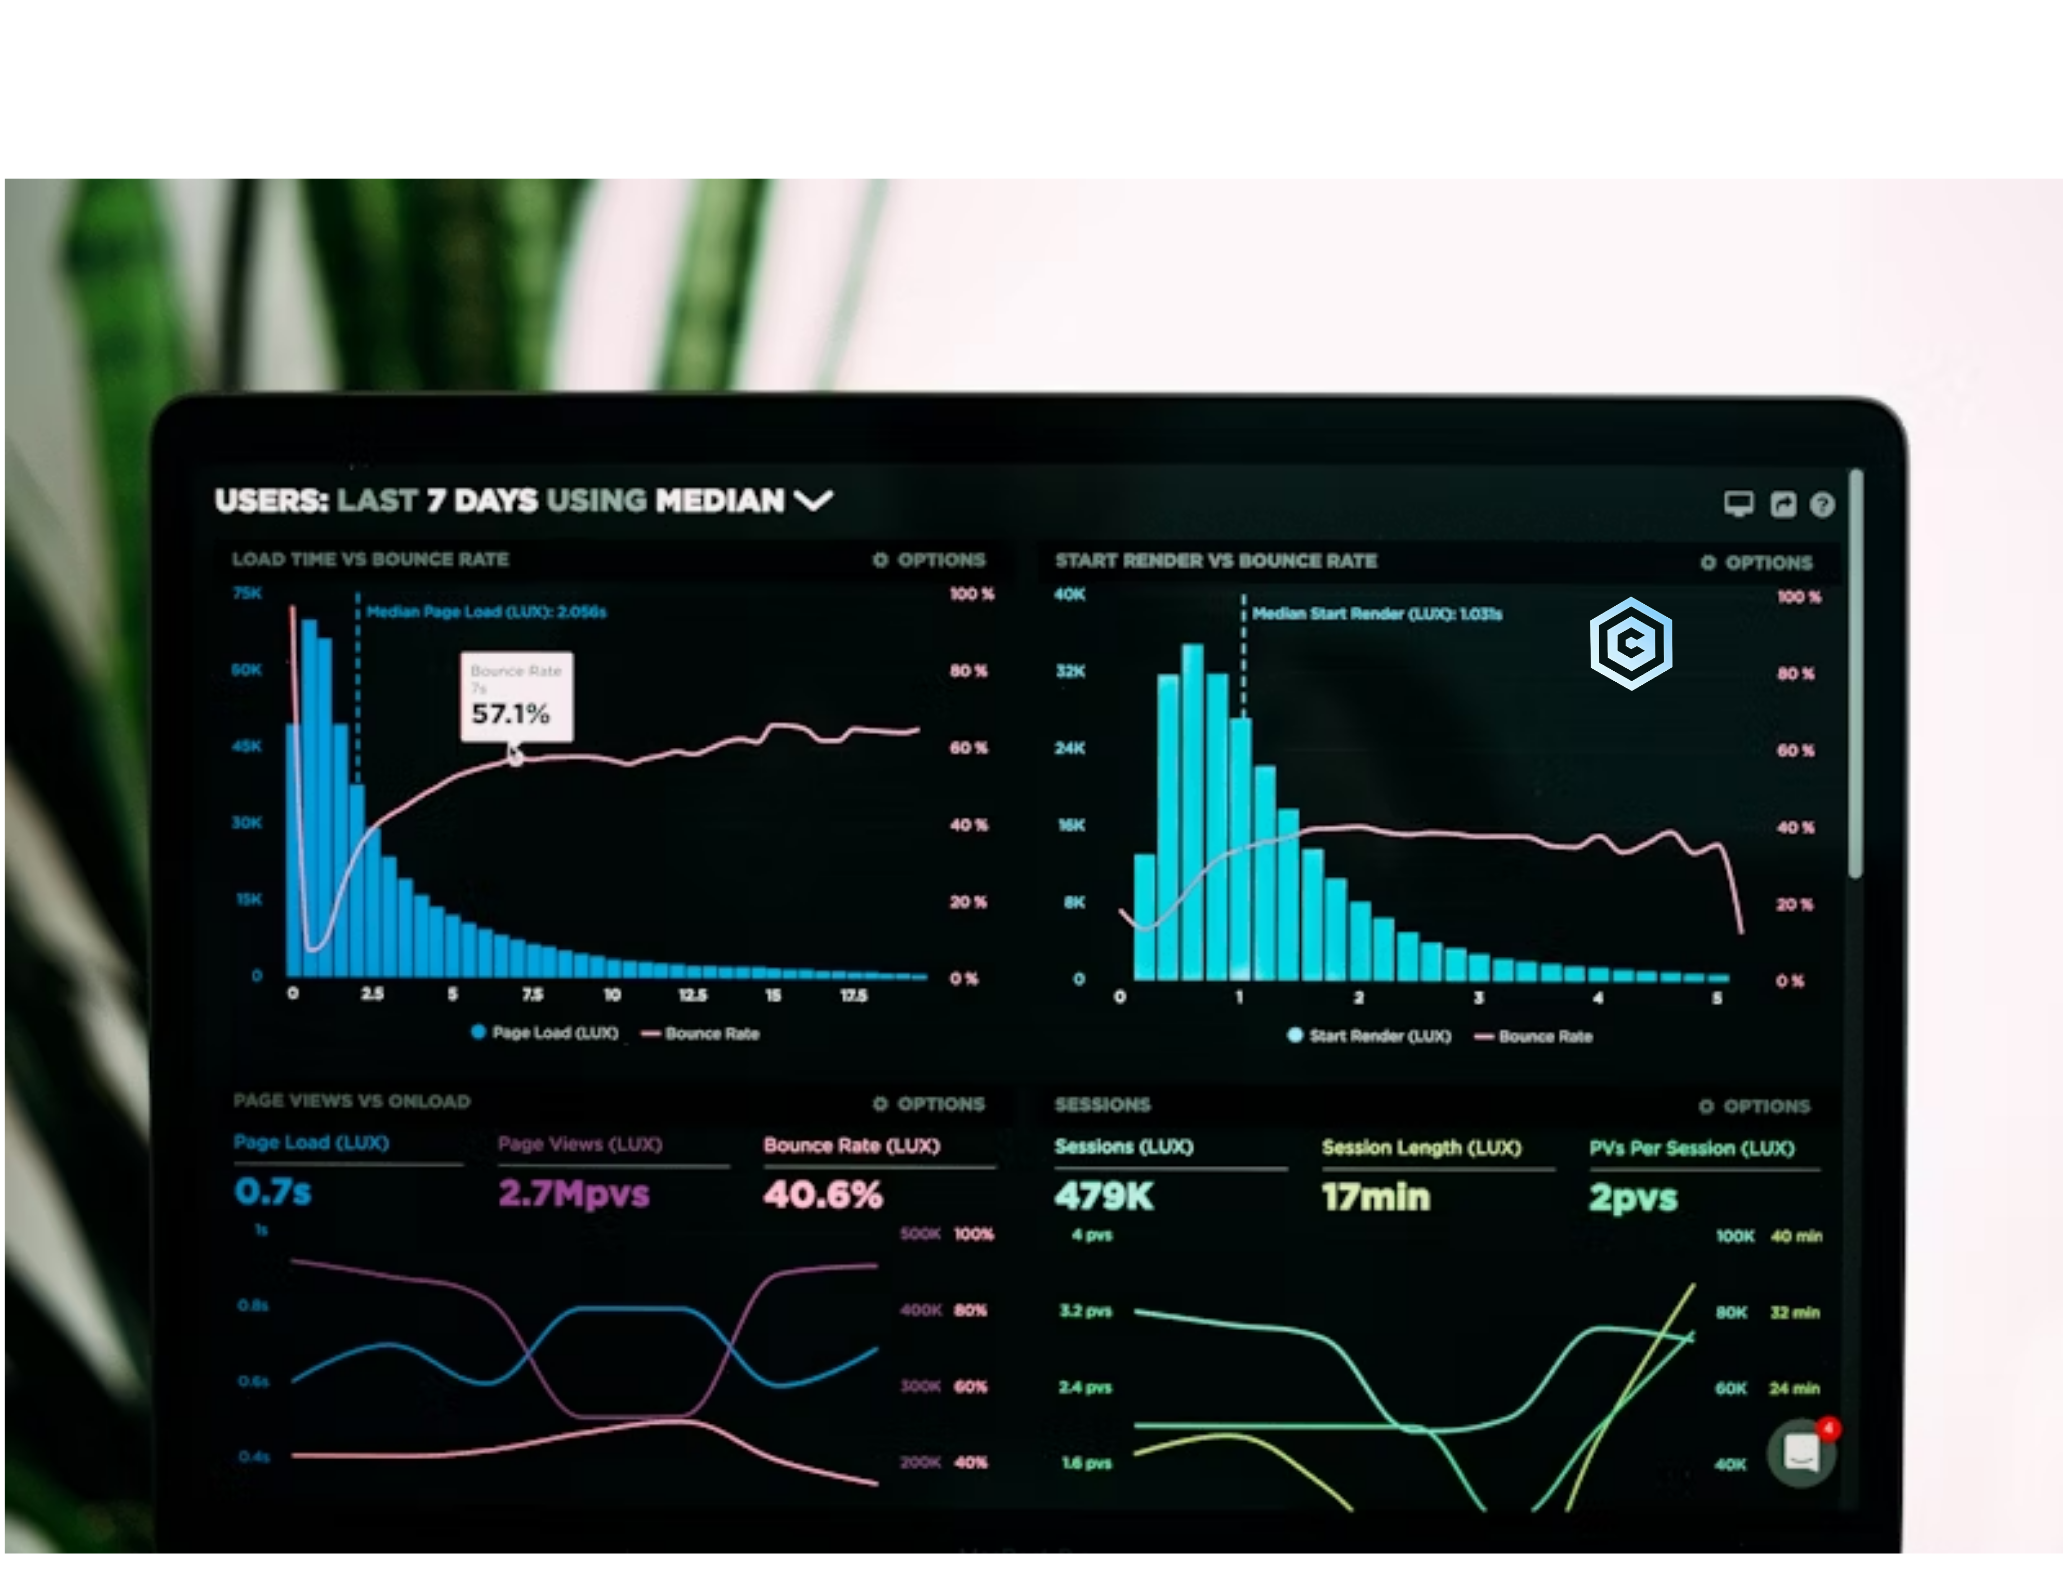 USERS: LAST 7 DAYS USING MEDIAN
LOAD TIME VS BOUNCE RATE
OPTIONS
75K
60K
45K
30K
15K
0
Median Page Load (LUX): 2.056s
Bounce Rate
7s
57.1%
100 %
80 %
60 %
40 %
20 %
0 %
0 2.5 5 7.5 10 12.5 15 17.5
Page Load (LUX) Bounce Rate
START RENDER VS BOUNCE RATE
OPTIONS
40K
32K
24K
16K
8K
0
Median Start Render (LUX): 1.031s
C
100 %
80 %
60 %
40 %
20 %
0 %
0 1 2 3 4 5
Start Render (LUX) Bounce Rate
PAGE VIEWS VS ONLOAD
OPTIONS
Page Load (LUX)
0.7s
Page Views (LUX)
2.7Mpvs
Bounce Rate (LUX)
40.6%
1s
0.8s
0.6s
0.4s
500K 100%
400K 80%
300K 60%
200K 40%
SESSIONS
OPTIONS
Sessions (LUX)
479K
Session Length (LUX)
17min
PVs Per Session (LUX)
2pvs
4 pvs
3.2 pvs
2.4 pvs
1.6 pvs
100K 40 min
80K 32 min
60K 24 min
40K
4